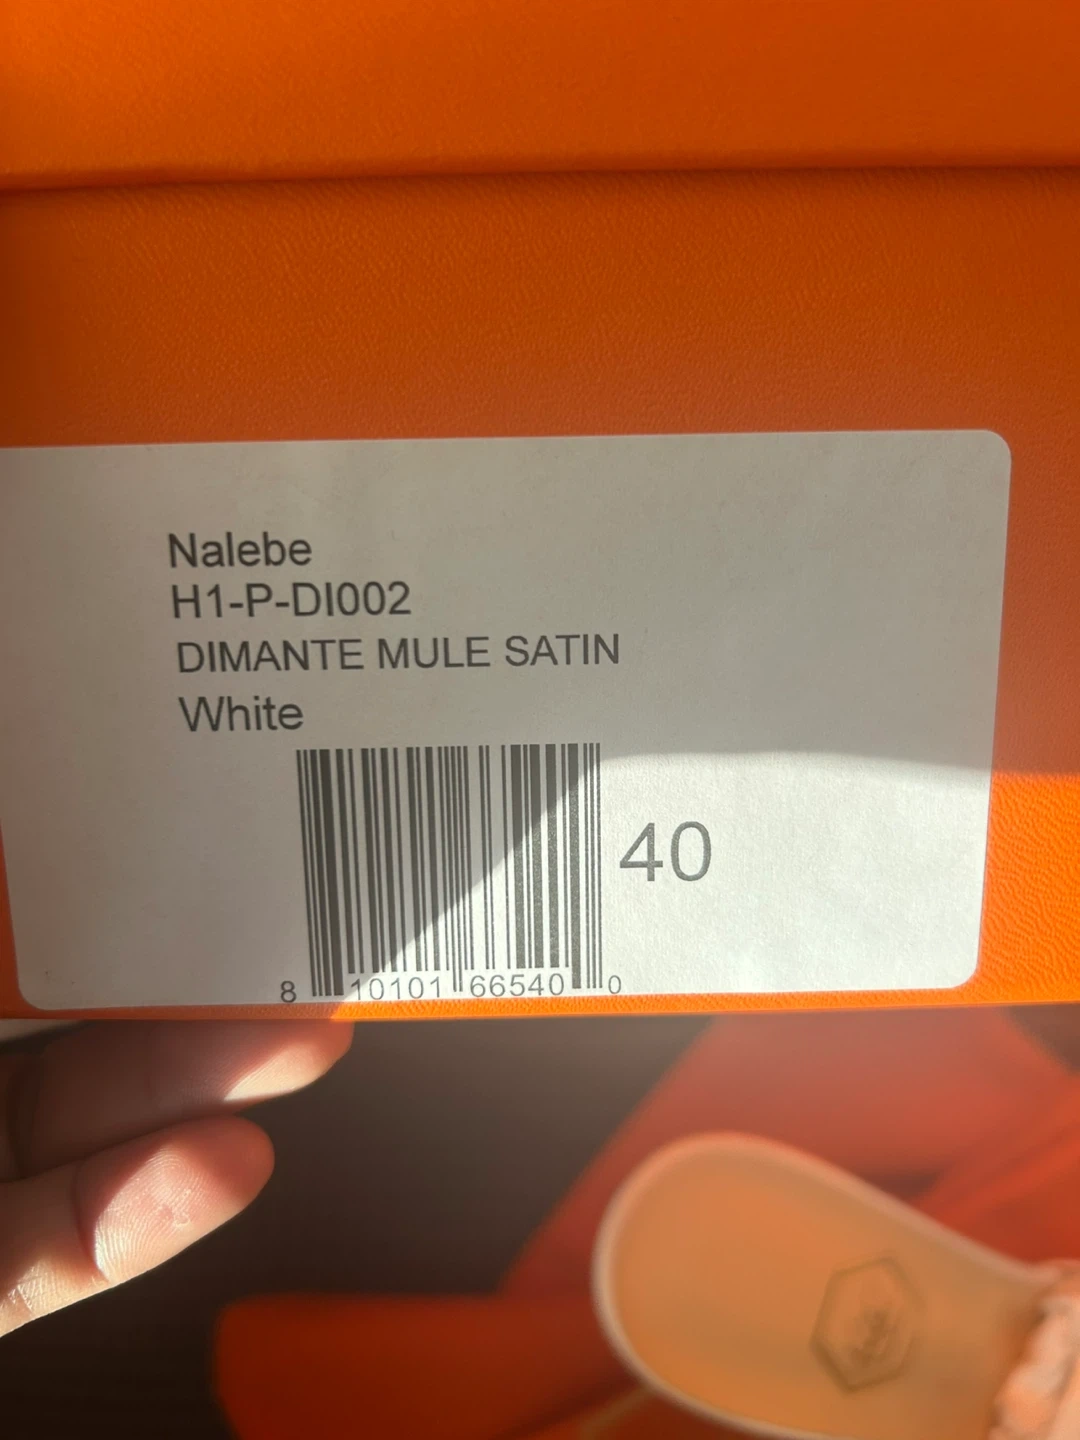 Nalebe
H1-P-DI002
DIMANTE MULE SATIN
White
40
8 10101 66540 0